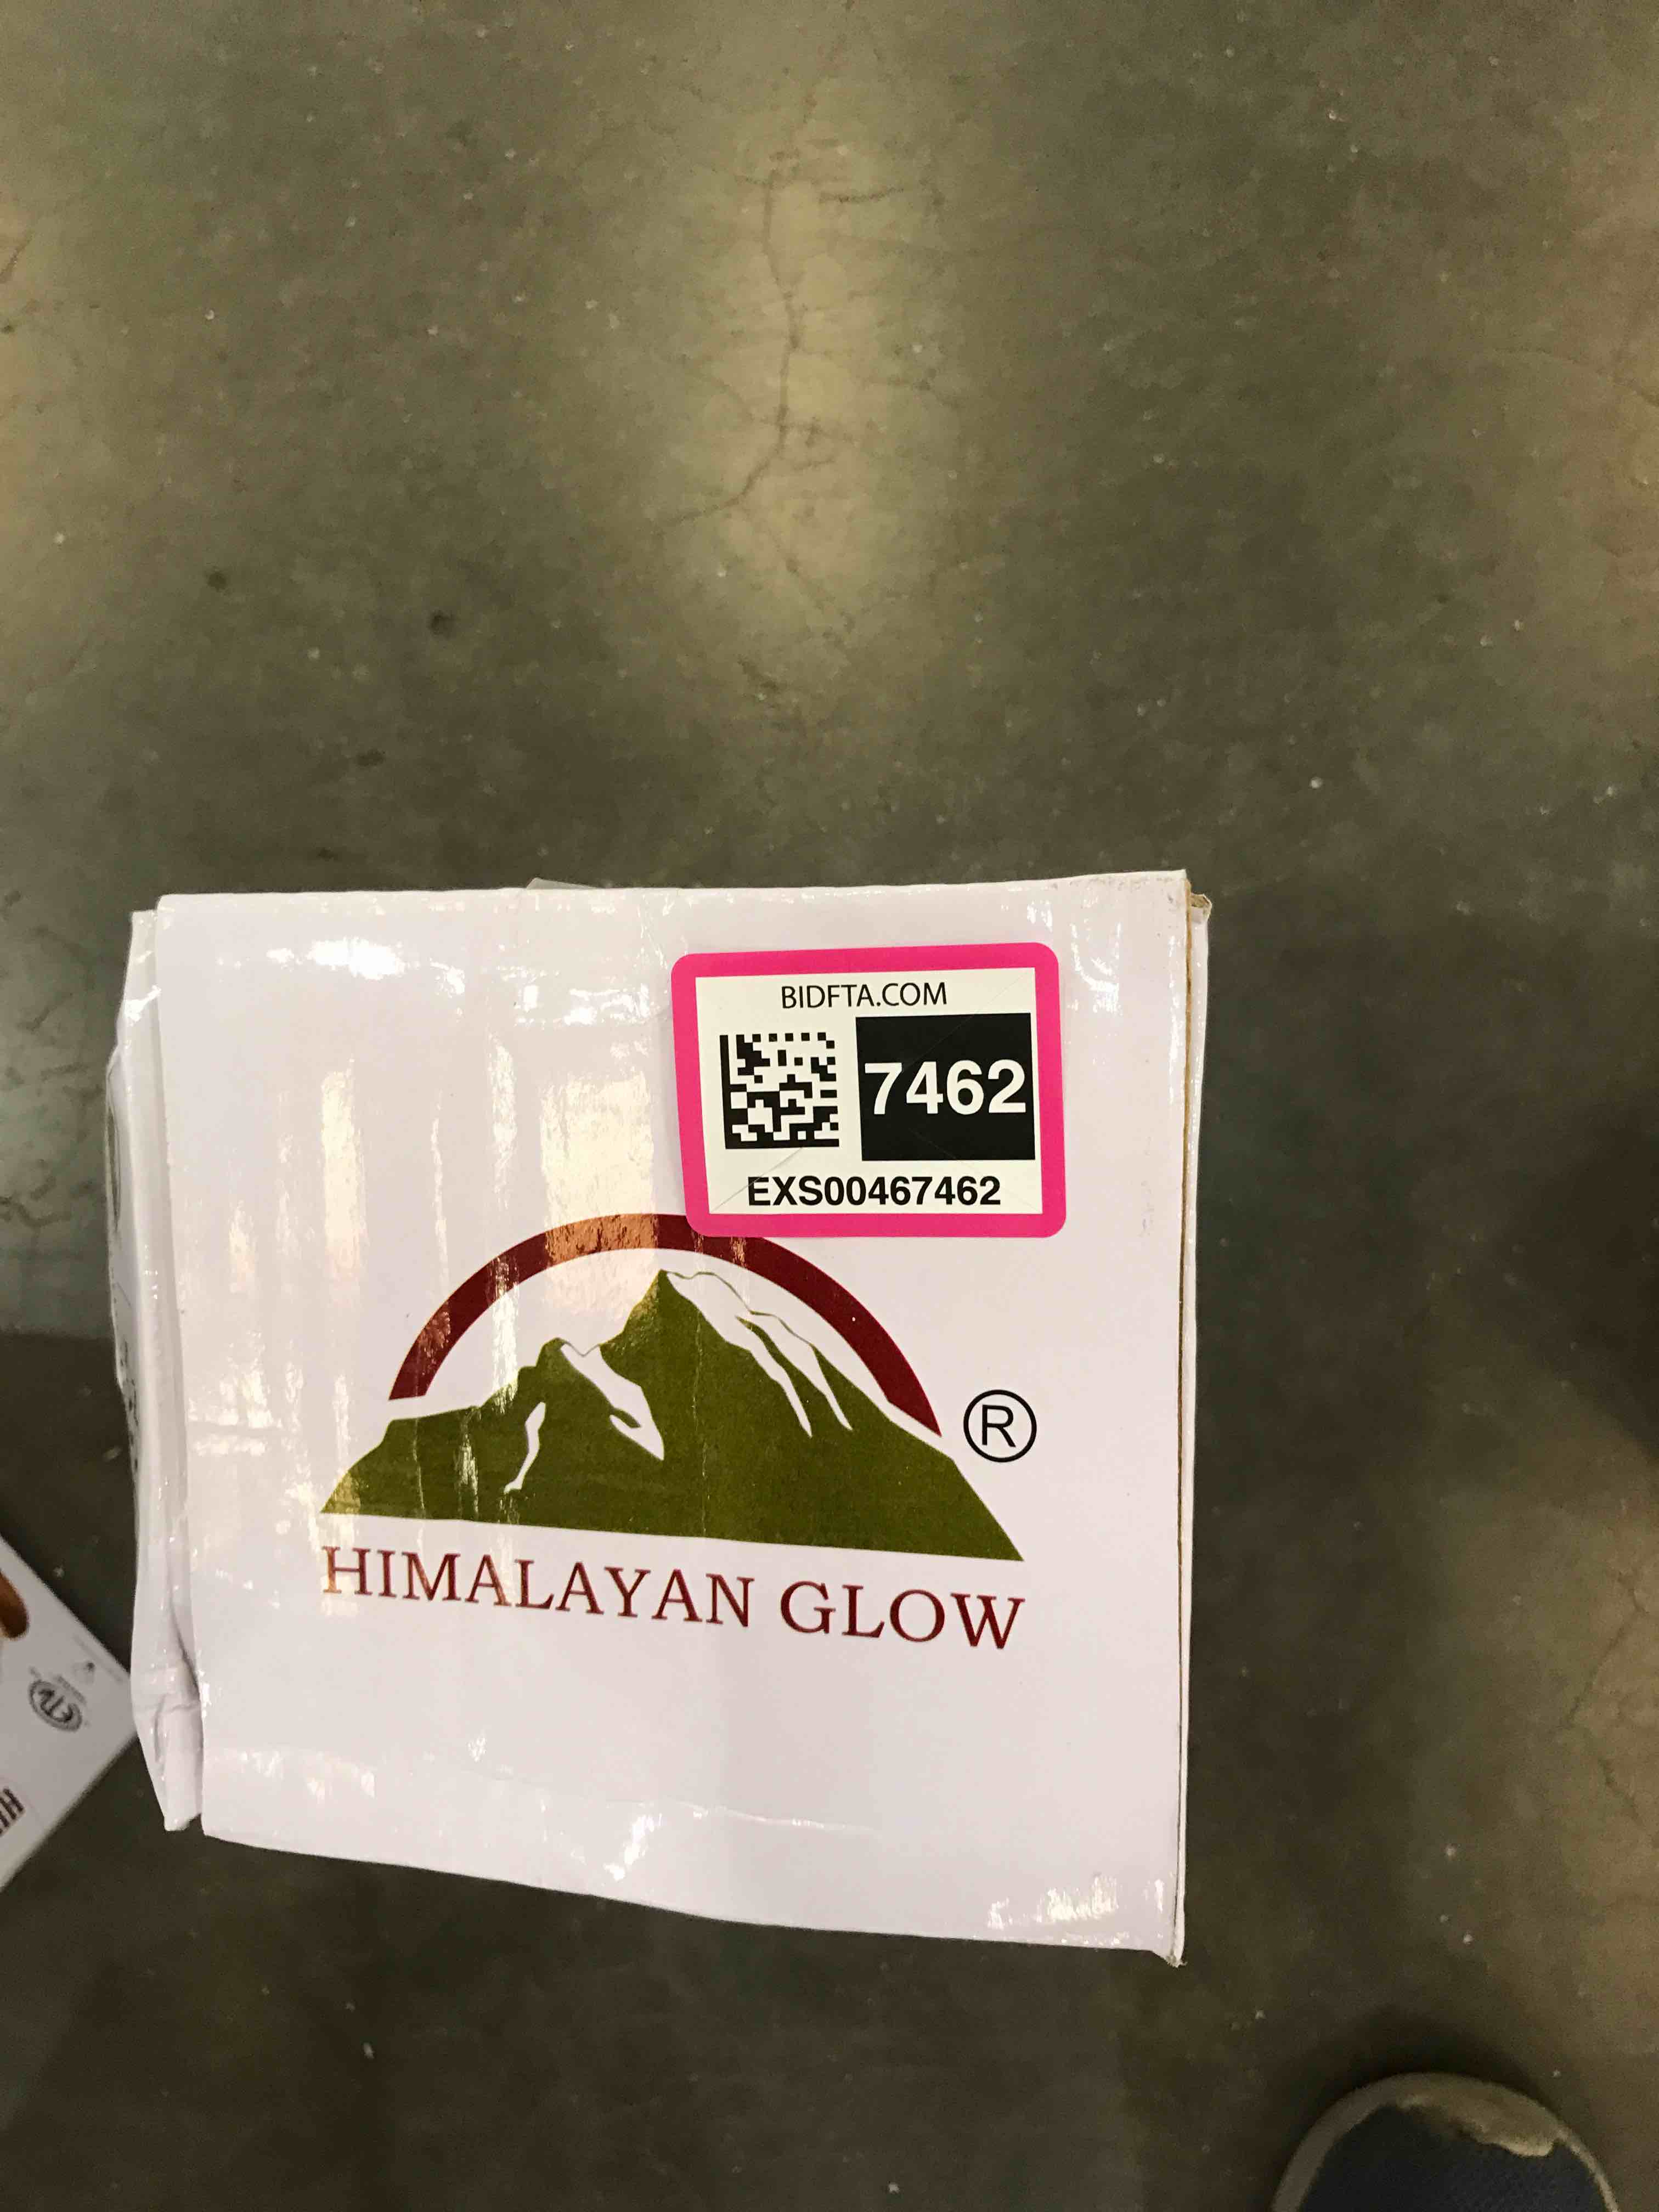 BIDFTA.COM
7462
EXS00467462
®
HIMALAYAN GLOW